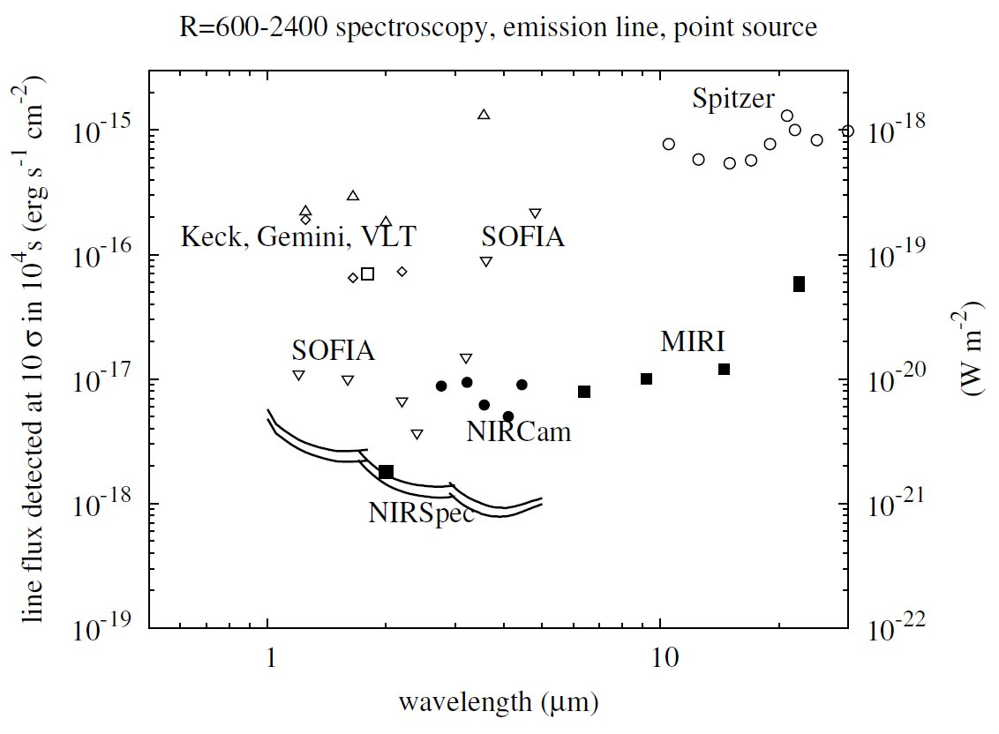 R=600-2400 spectroscopy, emission line, point source
line flux detected at 10 σ in 10^4 s (erg s^-1 cm^-2)
10^-15
10^-16
10^-17
10^-18
10^-19
Spitzer
Keck, Gemini, VLT
SOFIA
SOFIA
MIRI
NIRCam
NIRSpec
10^-18
10^-19
10^-20
10^-21
10^-22
(W m^-2)
1
10
wavelength (μm)